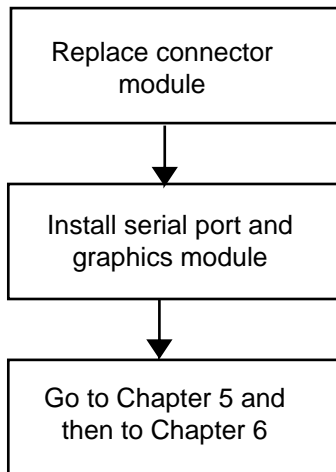 Replace connector
module
Install serial port and
graphics module
Go to Chapter 5 and
then to Chapter 6